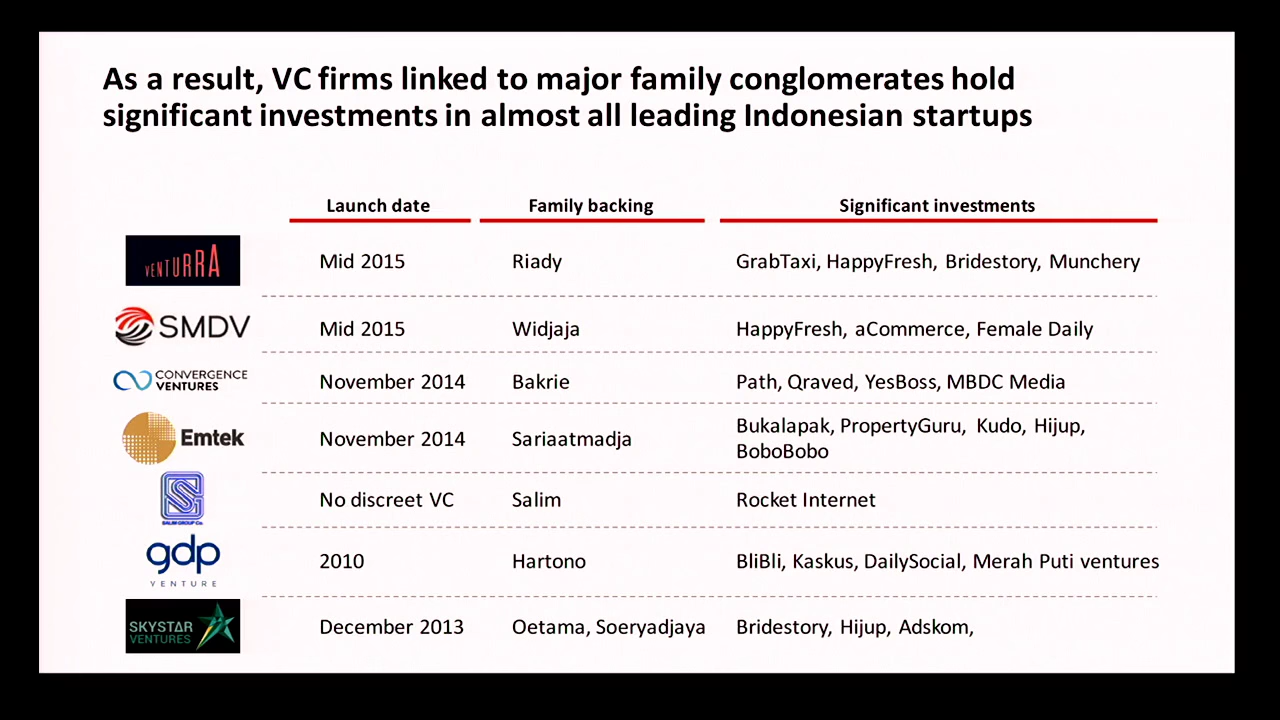 As a result, VC firms linked to major family conglomerates hold
significant investments in almost all leading Indonesian startups
Launch date Family backing Significant investments
VENTURRA Mid 2015 Riady GrabTaxi, HappyFresh, Bridestory, Munchery
SMDV Mid 2015 Widjaja HappyFresh, aCommerce, Female Daily
CONVERGENCE
VENTURES November 2014 Bakrie Path, Qraved, YesBoss, MBDC Media
Emtek November 2014 Sariaatmadja Bukalapak, PropertyGuru, Kudo, Hijup,
BoboBobo
No discreet VC Salim Rocket Internet
SALIM GROUP Co.
gdp 2010 Hartono BliBli, Kaskus, DailySocial, Merah Puti ventures
VENTURE
SKYSTAR
VENTURES December 2013 Oetama, Soeryadjaya Bridestory, Hijup, Adskom,